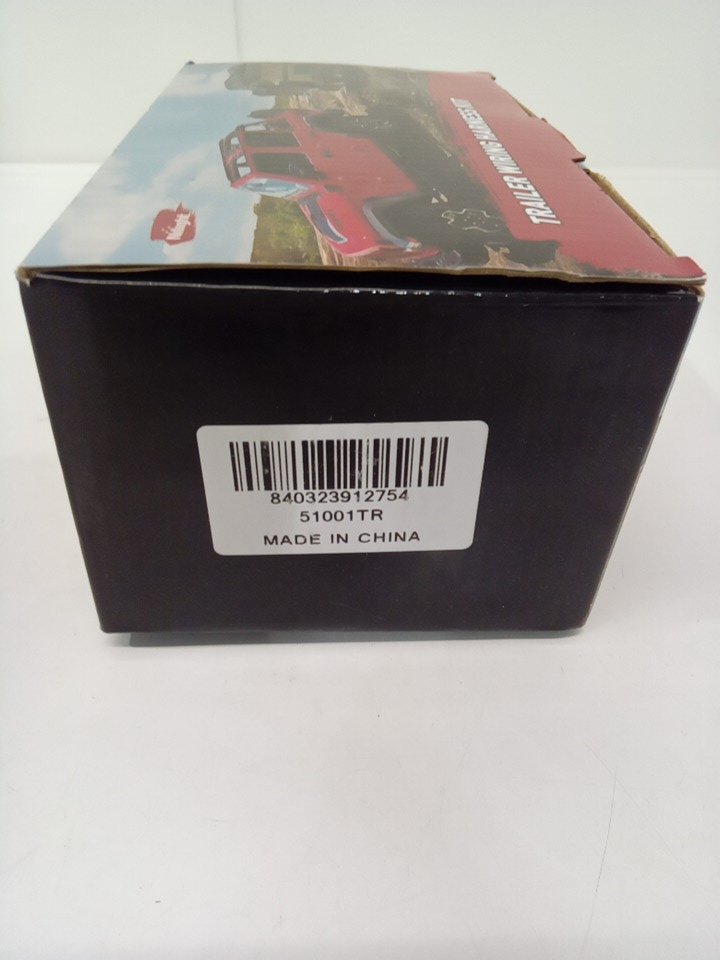 TRAILER WIRING HARNESS KIT
840323912754
51001TR
MADE IN CHINA